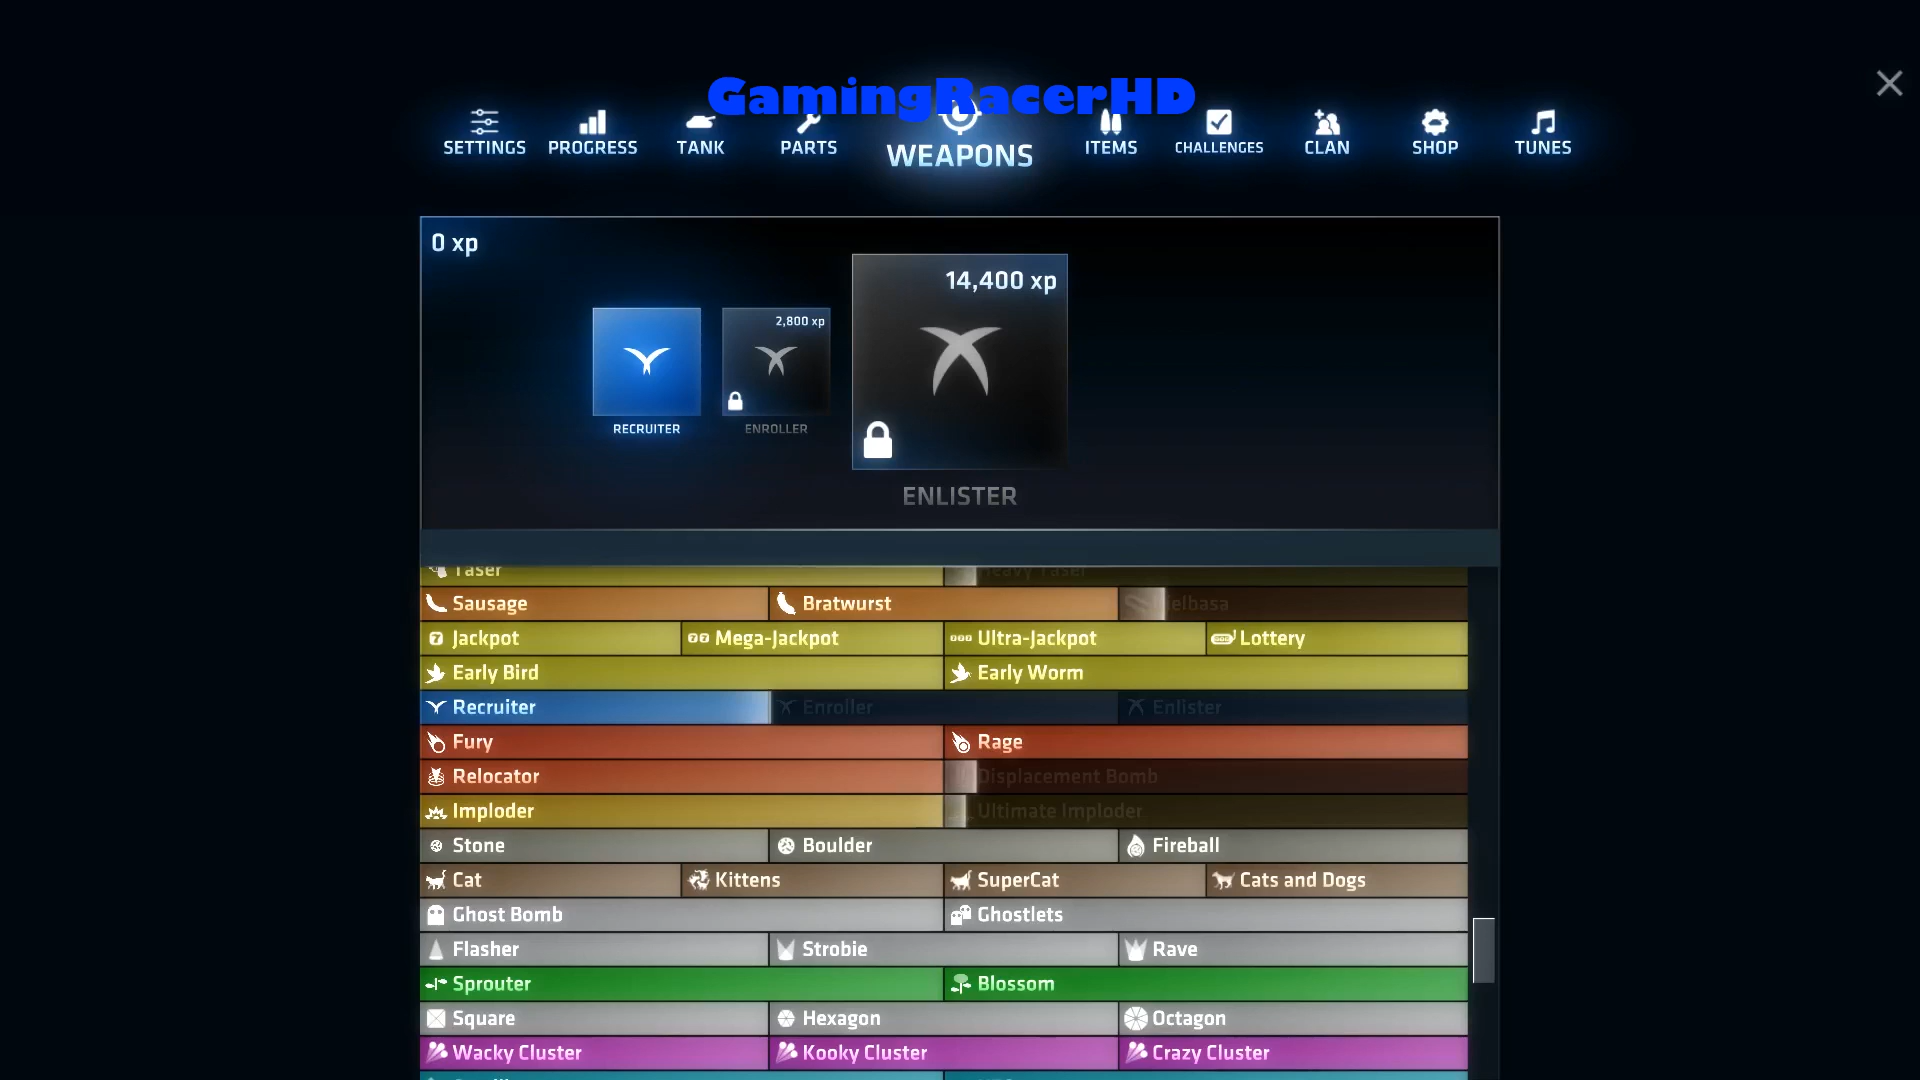 GamingRacerHD
SETTINGS PROGRESS TANK PARTS WEAPONS ITEMS CHALLENGES CLAN SHOP TUNES
0 xp
14,400 xp
2,800 xp
RECRUITER ENROLLER
ENLISTER
Taser Heavy Taser
Sausage Bratwurst
Jackpot Mega-Jackpot Ultra-Jackpot Lottery
Early Bird Early Worm
Recruiter Enroller Enlister
Fury Rage
Relocator Displacement Bomb
Imploder Ultimate Imploder
Stone Boulder Fireball
Cat Kittens SuperCat Cats and Dogs
Ghost Bomb Ghostlets
Flasher Strobie Rave
Sprouter Blossom
Square Hexagon Octagon
Wacky Cluster Kooky Cluster Crazy Cluster